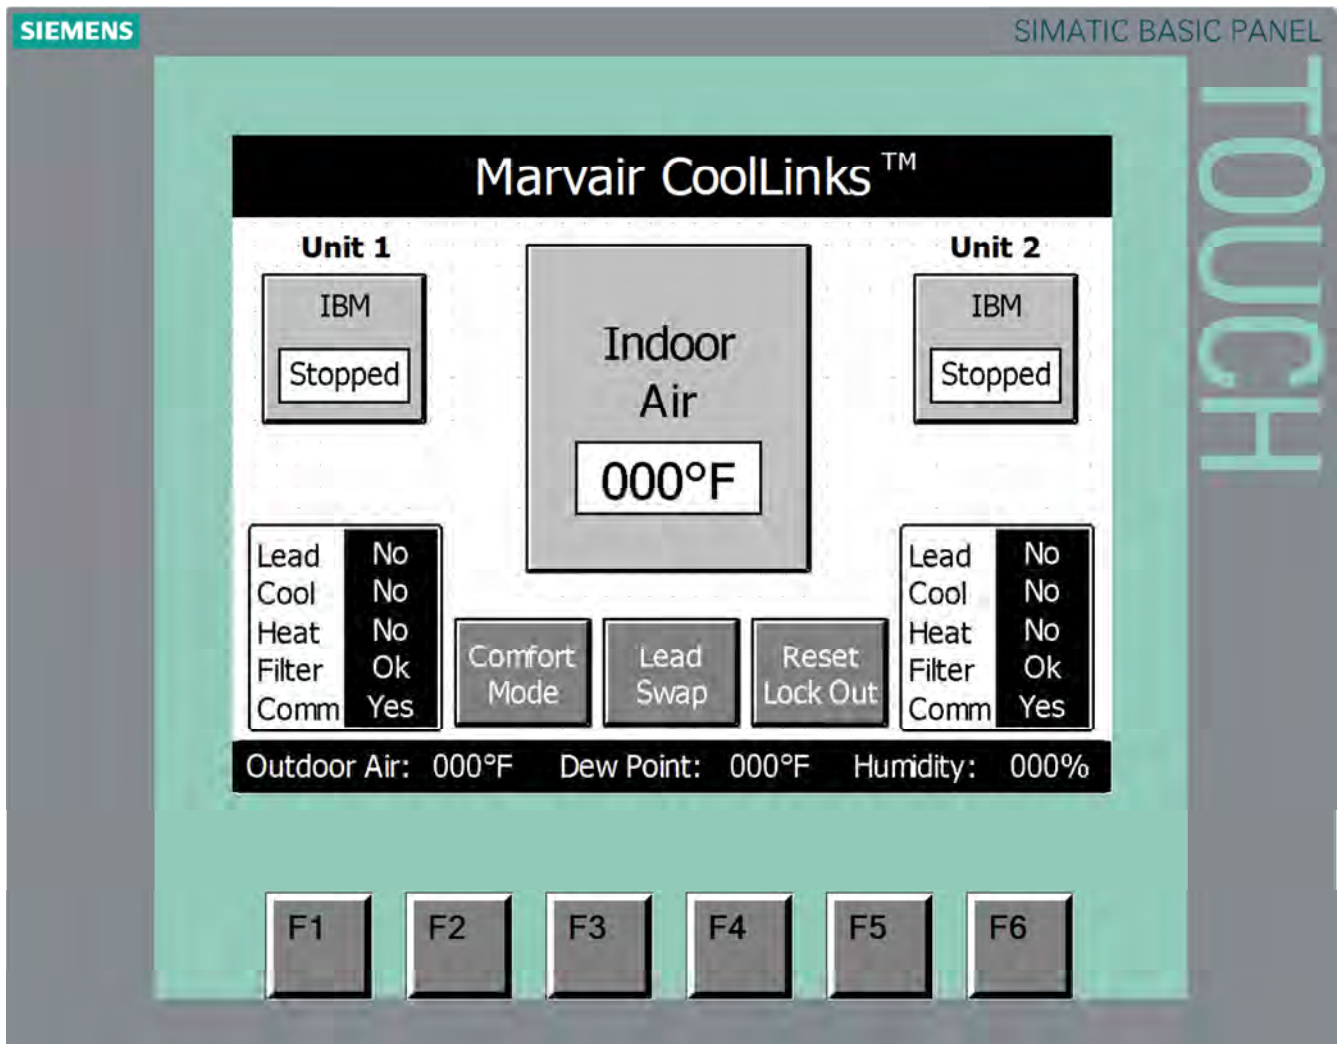 SIEMENS
SIMATIC BASIC PANEL
TOUCH
Marvair CoolLinks™
Unit 1
IBM
Stopped
Indoor
Air
000°F
Unit 2
IBM
Stopped
Lead No
Cool No
Heat No
Filter Ok
Comm Yes
Comfort
Mode
Lead
Swap
Reset
Lock Out
Lead No
Cool No
Heat No
Filter Ok
Comm Yes
Outdoor Air: 000°F Dew Point: 000°F Humidity: 000%
F1 F2 F3 F4 F5 F6